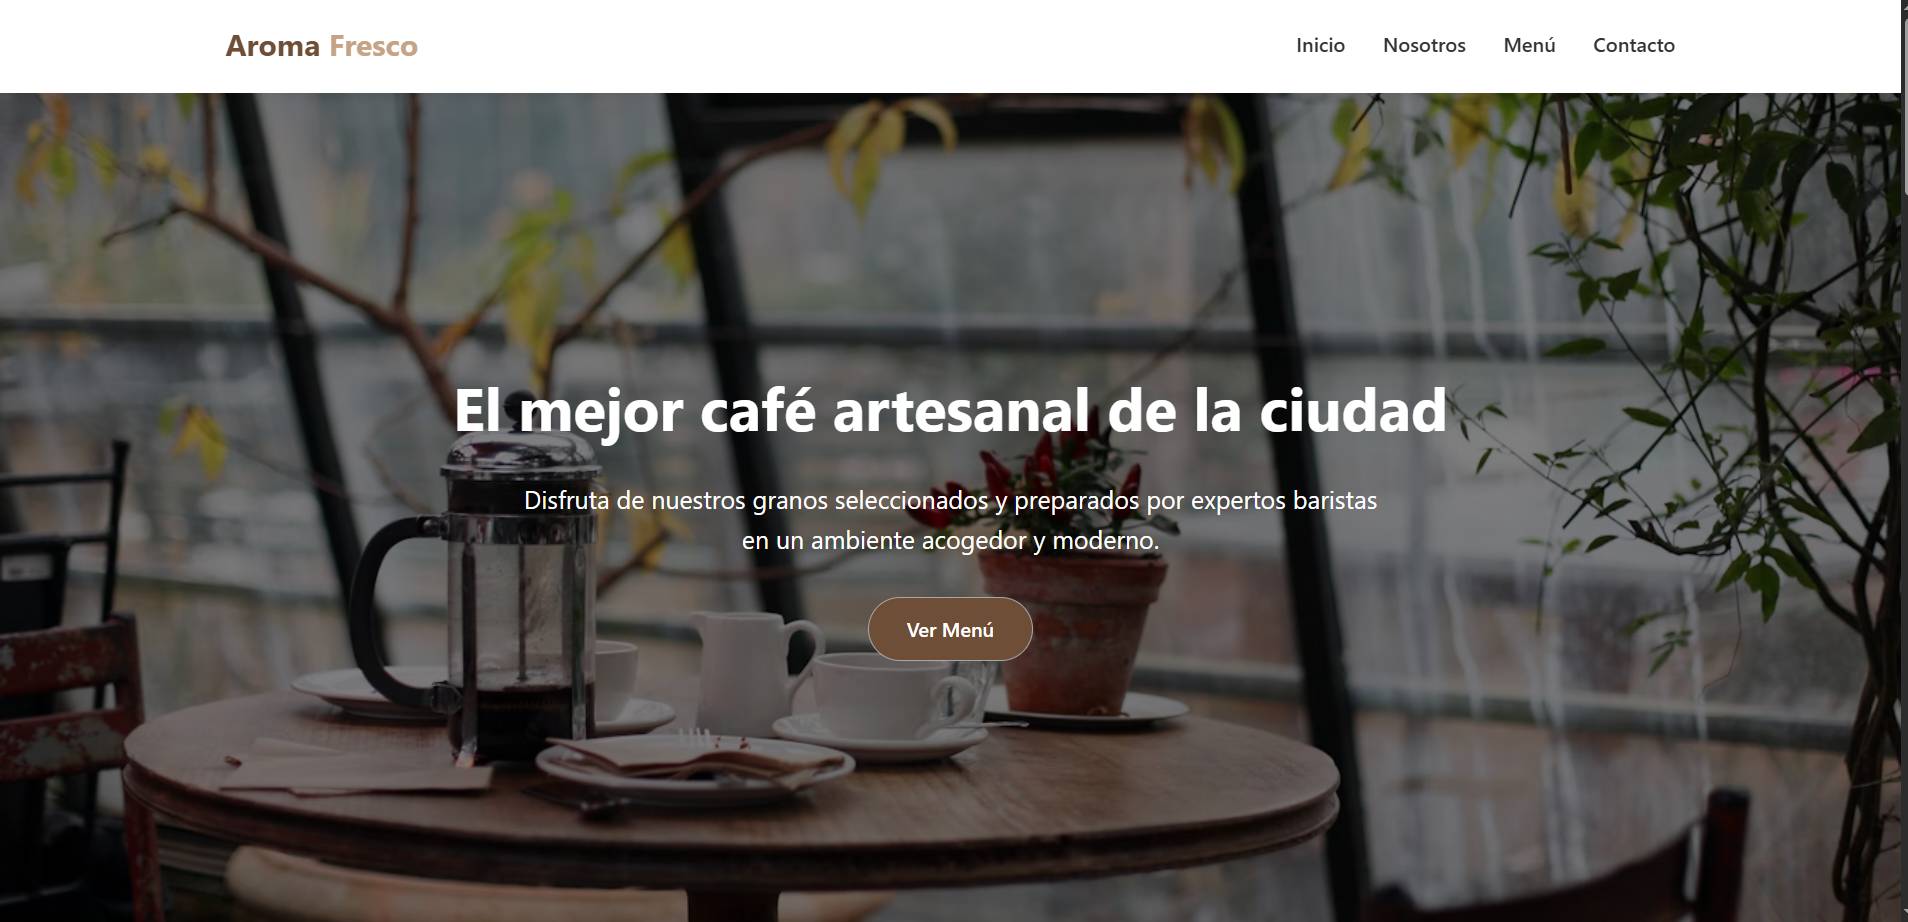 Aroma Fresco
Inicio Nosotros Menú Contacto
El mejor café artesanal de la ciudad
Disfruta de nuestros granos seleccionados y preparados por expertos baristas
en un ambiente acogedor y moderno.
Ver Menú